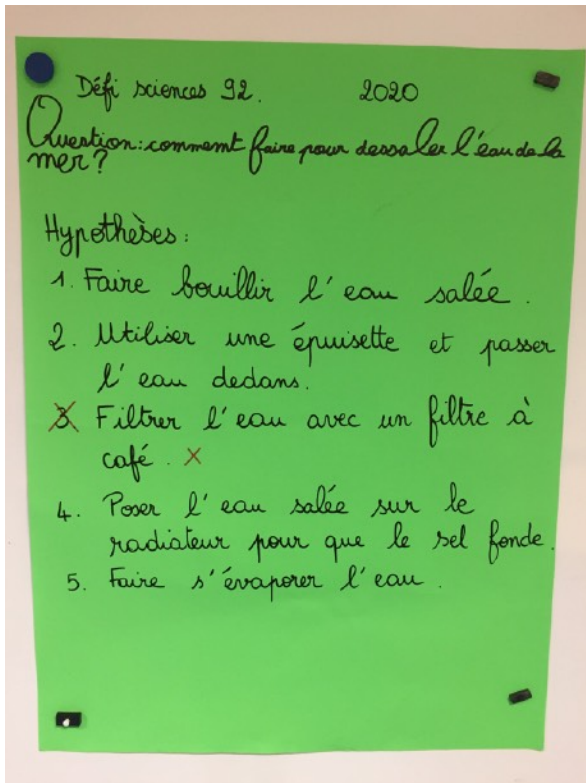 Défi sciences 92. 2020
Question: comment faire pour dessaler l'eau de la
mer?
Hypothèses:
1. Faire bouillir l'eau salée.
2. Utiliser une épuisette et passer
l'eau dedans.
3 Filtrer l'eau avec un filtre à
café. X
4. Poser l'eau salée sur le
radiateur pour que le sel fonde.
5. Faire s'évaporer l'eau.